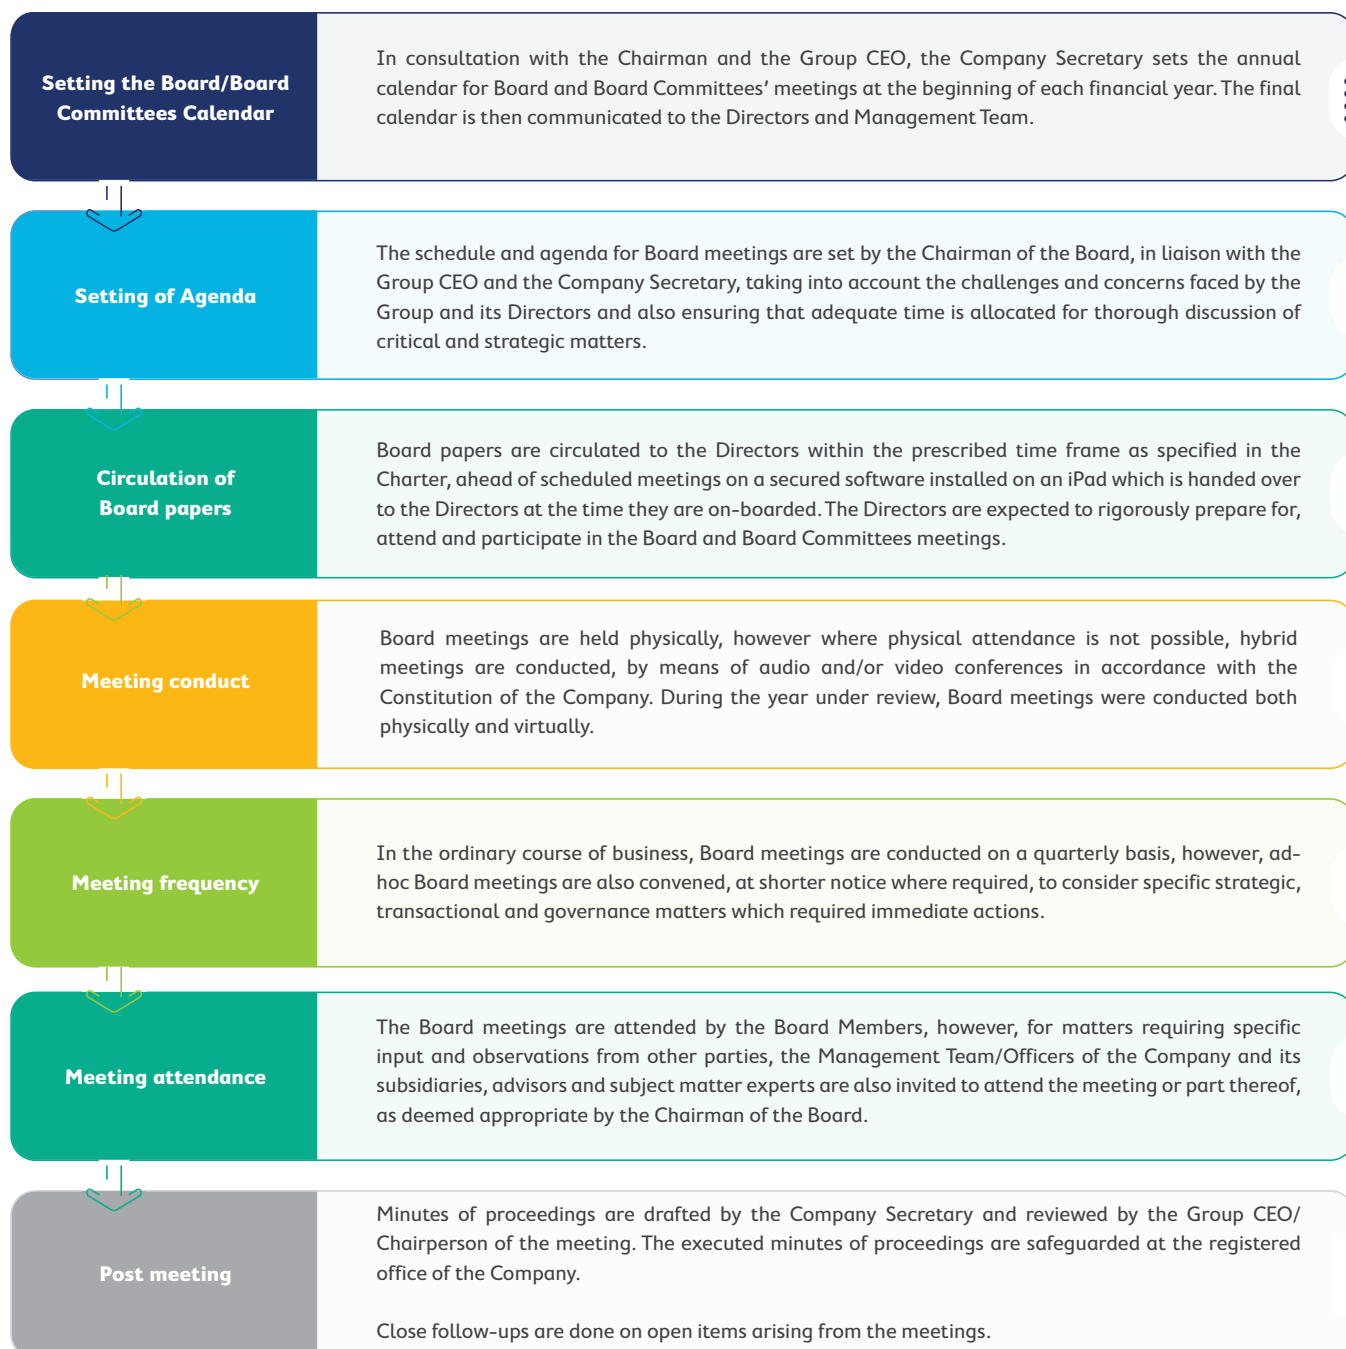 Setting the Board/Board
Committees Calendar
In consultation with the Chairman and the Group CEO, the Company Secretary sets the annual
calendar for Board and Board Committees’ meetings at the beginning of each financial year. The final
calendar is then communicated to the Directors and Management Team.
Setting of Agenda
The schedule and agenda for Board meetings are set by the Chairman of the Board, in liaison with the
Group CEO and the Company Secretary, taking into account the challenges and concerns faced by the
Group and its Directors and also ensuring that adequate time is allocated for thorough discussion of
critical and strategic matters.
Circulation of
Board papers
Board papers are circulated to the Directors within the prescribed time frame as specified in the
Charter, ahead of scheduled meetings on a secured software installed on an iPad which is handed over
to the Directors at the time they are on-boarded. The Directors are expected to rigorously prepare for,
attend and participate in the Board and Board Committees meetings.
Meeting conduct
Board meetings are held physically, however where physical attendance is not possible, hybrid
meetings are conducted, by means of audio and/or video conferences in accordance with the
Constitution of the Company. During the year under review, Board meetings were conducted both
physically and virtually.
Meeting frequency
In the ordinary course of business, Board meetings are conducted on a quarterly basis, however, ad-
hoc Board meetings are also convened, at shorter notice where required, to consider specific strategic,
transactional and governance matters which required immediate actions.
Meeting attendance
The Board meetings are attended by the Board Members, however, for matters requiring specific
input and observations from other parties, the Management Team/Officers of the Company and its
subsidiaries, advisors and subject matter experts are also invited to attend the meeting or part thereof,
as deemed appropriate by the Chairman of the Board.
Post meeting
Minutes of proceedings are drafted by the Company Secretary and reviewed by the Group CEO/
Chairperson of the meeting. The executed minutes of proceedings are safeguarded at the registered
office of the Company.
Close follow-ups are done on open items arising from the meetings.